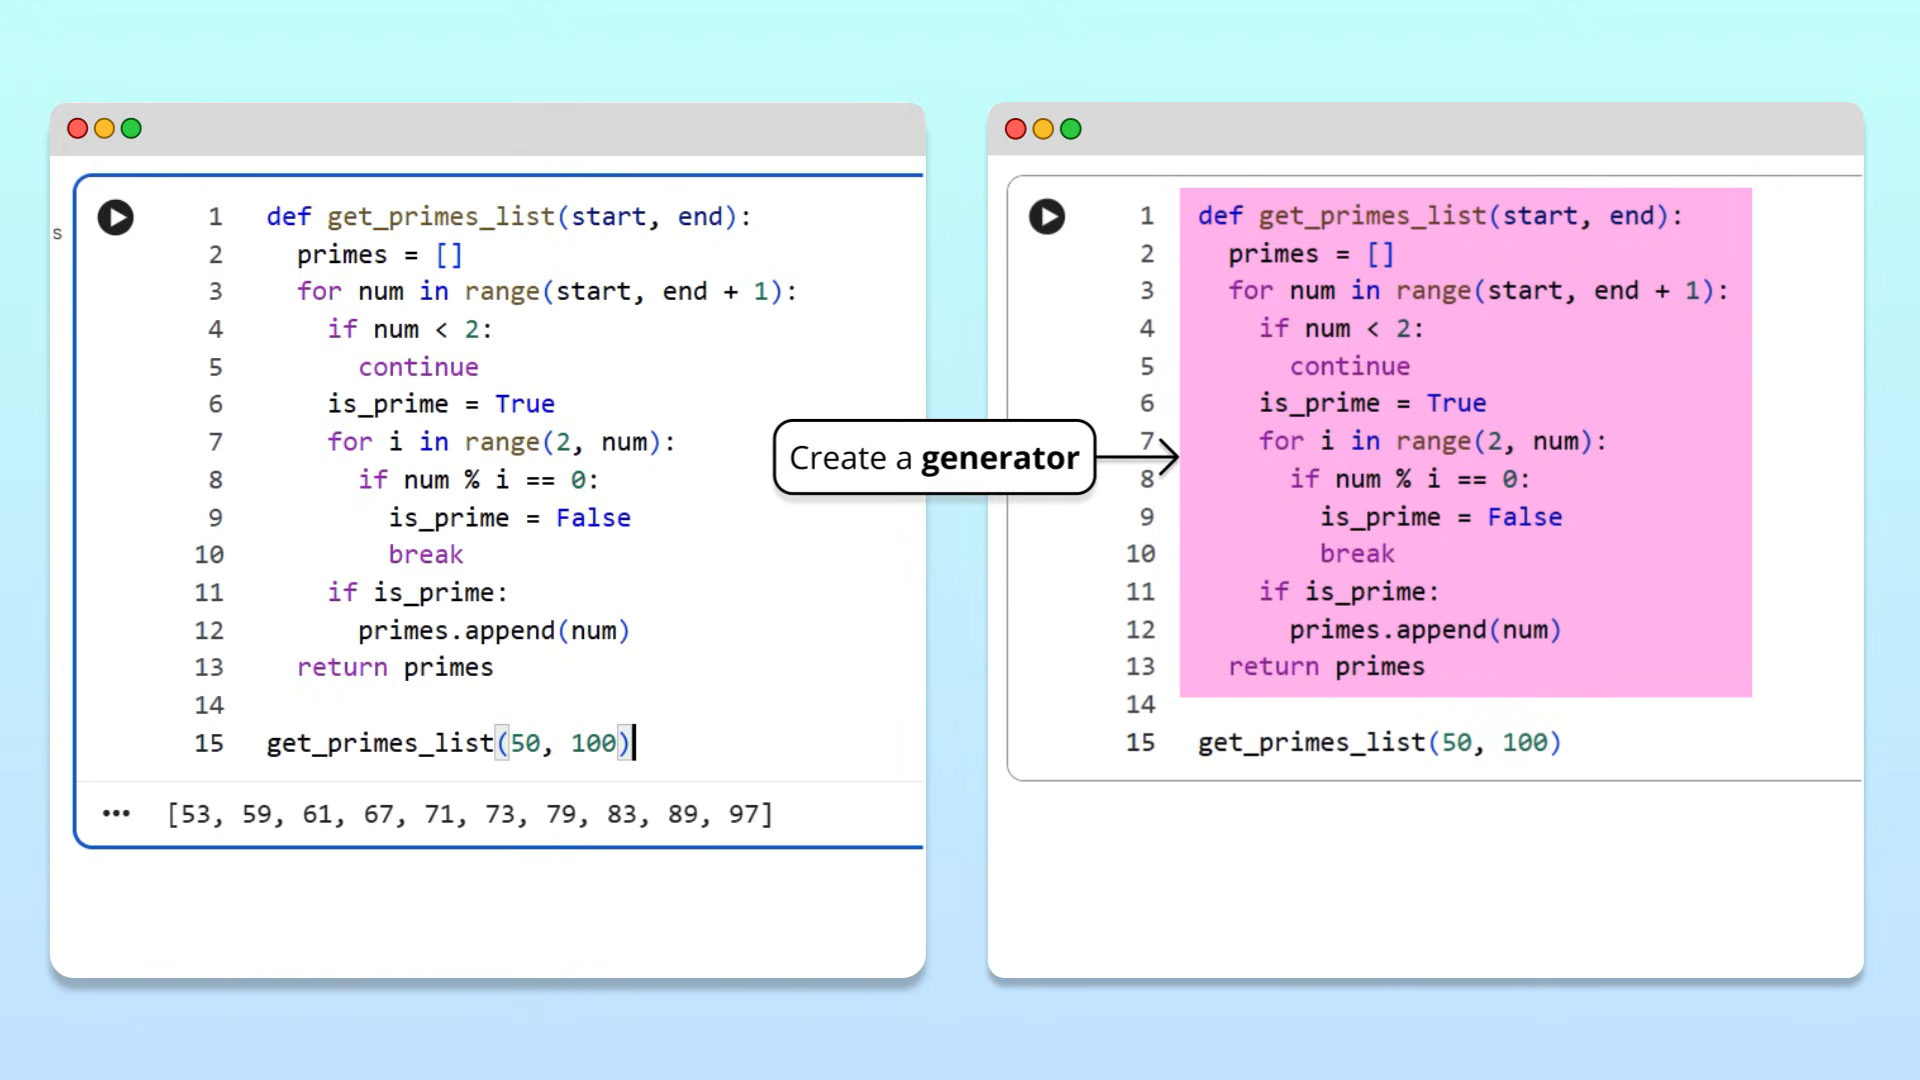 s
1 def get_primes_list(start, end):
2   primes = []
3   for num in range(start, end + 1):
4     if num < 2:
5       continue
6     is_prime = True
7     for i in range(2, num):
8       if num % i == 0:
9         is_prime = False
10         break
11     if is_prime:
12       primes.append(num)
13   return primes
14
15 get_primes_list(50, 100)
••• [53, 59, 61, 67, 71, 73, 79, 83, 89, 97]
Create a generator
1 def get_primes_list(start, end):
2   primes = []
3   for num in range(start, end + 1):
4     if num < 2:
5       continue
6     is_prime = True
7     for i in range(2, num):
8       if num % i == 0:
9         is_prime = False
10         break
11     if is_prime:
12       primes.append(num)
13   return primes
14
15 get_primes_list(50, 100)